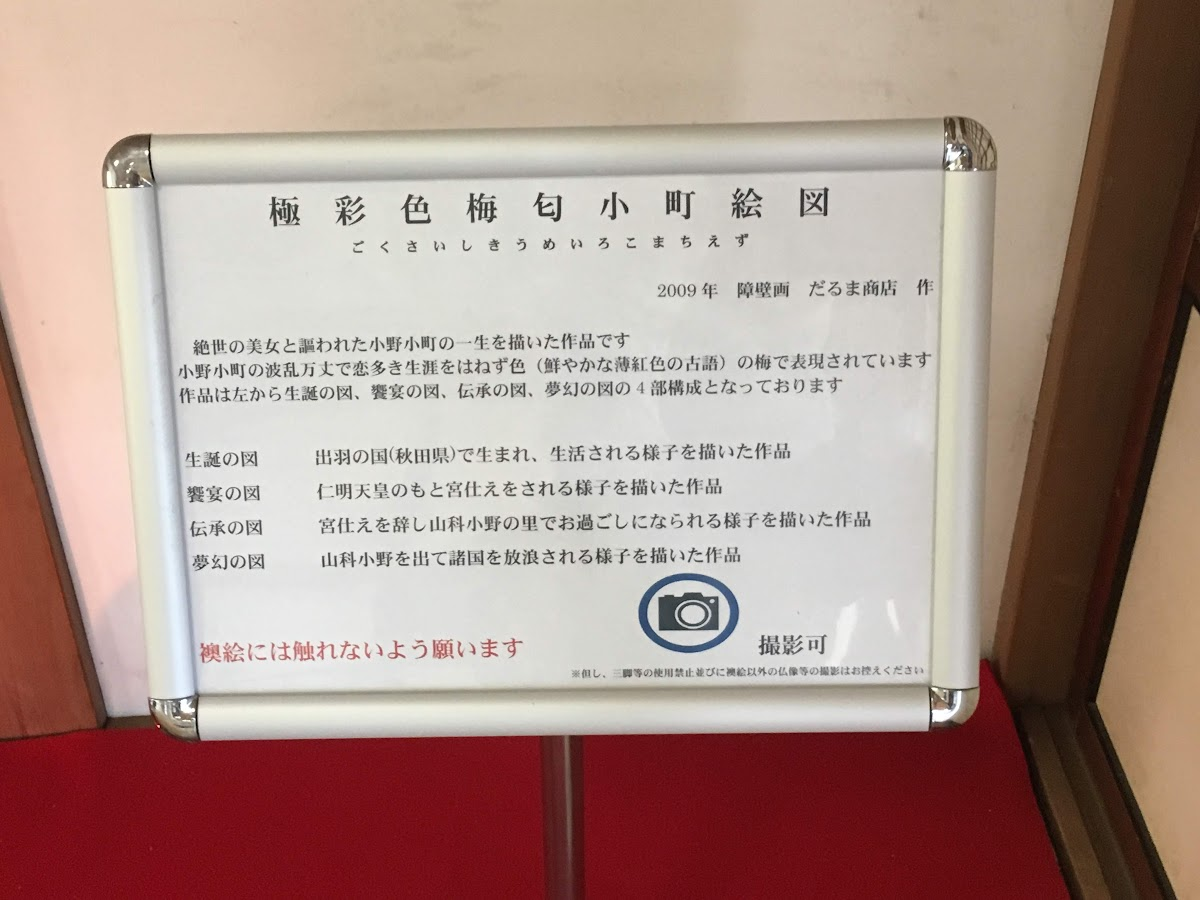 極彩色梅匂小町絵図
ごくさいしきうめいろこまちえず
2009年 障壁画 だるま商店 作
絶世の美女と謳われた小野小町の一生を描いた作品です
小野小町の波乱万丈で恋多き生涯をはねず色（鮮やかな薄紅色の古語）の梅で表現されています
作品は左から生誕の図、饗宴の図、伝承の図、夢幻の図の4部構成となっております
生誕の図 出羽の国(秋田県)で生まれ、生活される様子を描いた作品
饗宴の図 仁明天皇のもと宮仕えをされる様子を描いた作品
伝承の図 宮仕えを辞し山科小野の里でお過ごしになられる様子を描いた作品
夢幻の図 山科小野を出て諸国を放浪される様子を描いた作品
襖絵には触れないよう願います
撮影可
※但し、三脚等の使用禁止並びに襖絵以外の仏像等の撮影はお控えください